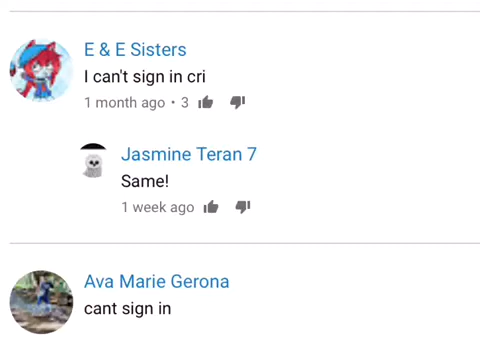 E & E Sisters
I can't sign in cri
1 month ago • 3
Jasmine Teran 7
Same!
1 week ago
Ava Marie Gerona
cant sign in